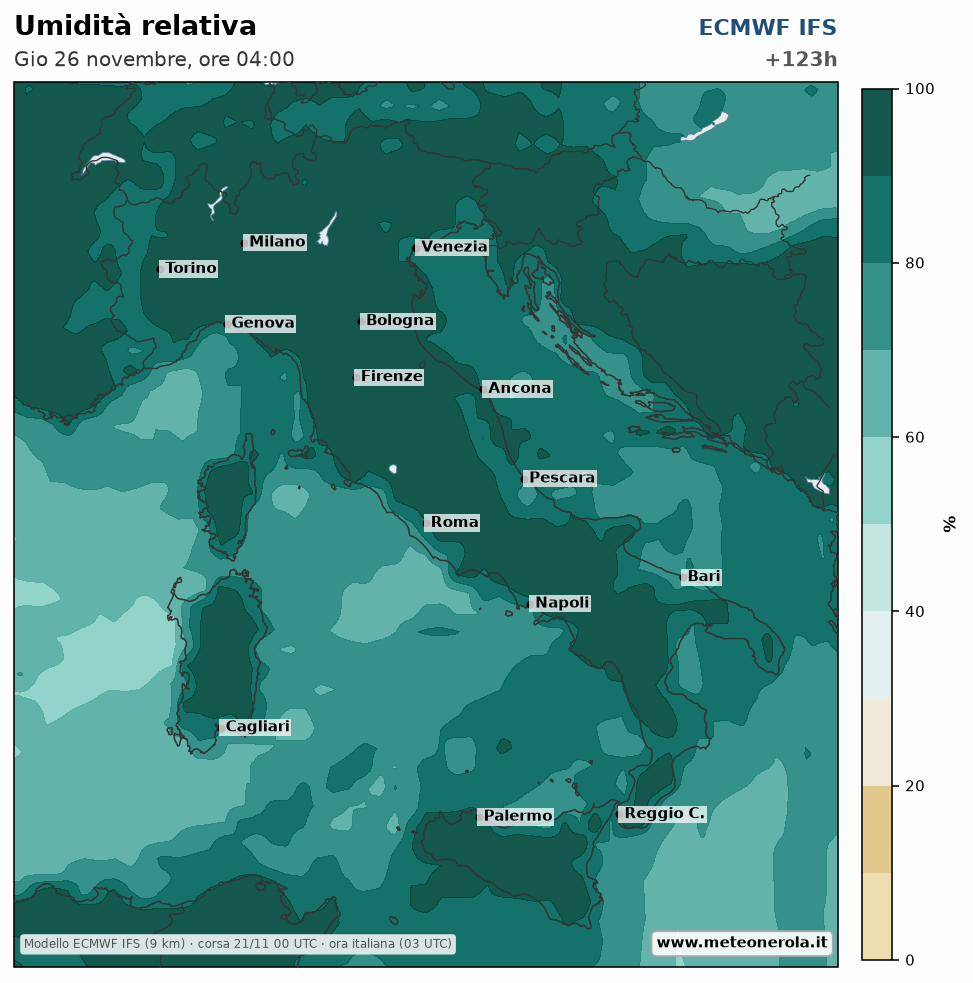 Umidità relativa
ECMWF IFS
Gio 26 novembre, ore 04:00
+123h
100
80
60
40
20
0
%
Milano
Venezia
Torino
Genova
Bologna
Firenze
Ancona
Pescara
Roma
Bari
Napoli
Cagliari
Palermo
Reggio C.
Modello ECMWF IFS (9 km) · corsa 21/11 00 UTC · ora italiana (03 UTC)
www.meteonerola.it